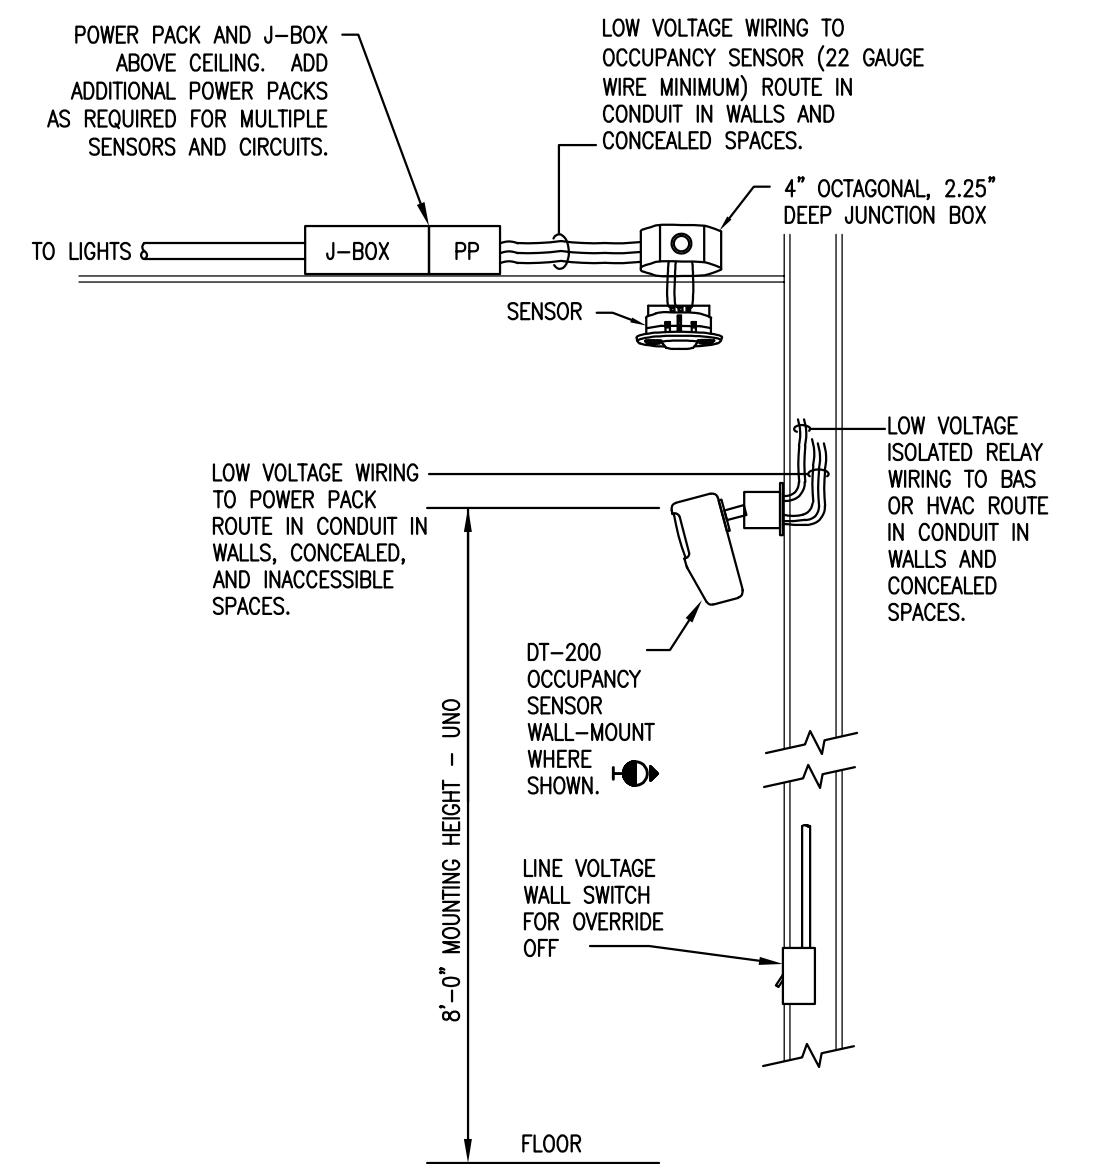 POWER PACK AND J-BOX
ABOVE CEILING. ADD
ADDITIONAL POWER PACKS
AS REQUIRED FOR MULTIPLE
SENSORS AND CIRCUITS.
LOW VOLTAGE WIRING TO
OCCUPANCY SENSOR (22 GAUGE
WIRE MINIMUM) ROUTE IN
CONDUIT IN WALLS AND
CONCEALED SPACES.
4" OCTAGONAL, 2.25"
DEEP JUNCTION BOX
TO LIGHTS
J-BOX
PP
SENSOR
LOW VOLTAGE WIRING
TO POWER PACK
ROUTE IN CONDUIT IN
WALLS, CONCEALED,
AND INACCESSIBLE
SPACES.
LOW VOLTAGE
ISOLATED RELAY
WIRING TO BAS
OR HVAC ROUTE
IN CONDUIT IN
WALLS AND
CONCEALED
SPACES.
DT-200
OCCUPANCY
SENSOR
WALL-MOUNT
WHERE
SHOWN.
8'-0" MOUNTING HEIGHT - UNO
LINE VOLTAGE
WALL SWITCH
FOR OVERRIDE
OFF
FLOOR